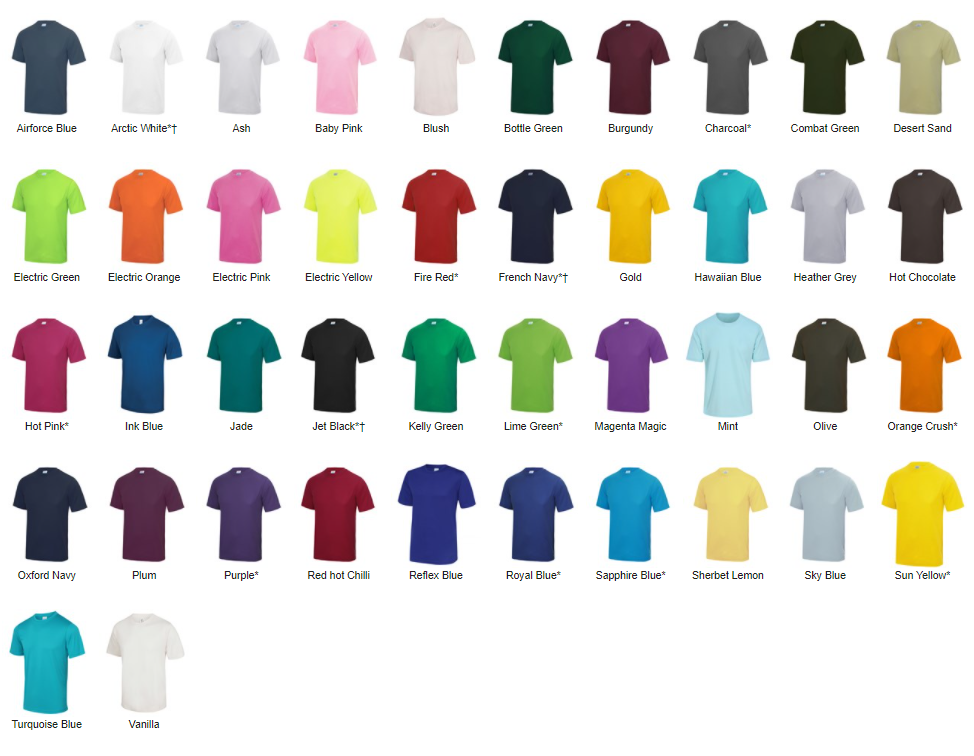 Airforce Blue
Arctic White*†
Ash
Baby Pink
Blush
Bottle Green
Burgundy
Charcoal*
Combat Green
Desert Sand
Electric Green
Electric Orange
Electric Pink
Electric Yellow
Fire Red*
French Navy*†
Gold
Hawaiian Blue
Heather Grey
Hot Chocolate
Hot Pink*
Ink Blue
Jade
Jet Black*†
Kelly Green
Lime Green*
Magenta Magic
Mint
Olive
Orange Crush*
Oxford Navy
Plum
Purple*
Red hot Chilli
Reflex Blue
Royal Blue*
Sapphire Blue*
Sherbet Lemon
Sky Blue
Sun Yellow*
Turquoise Blue
Vanilla